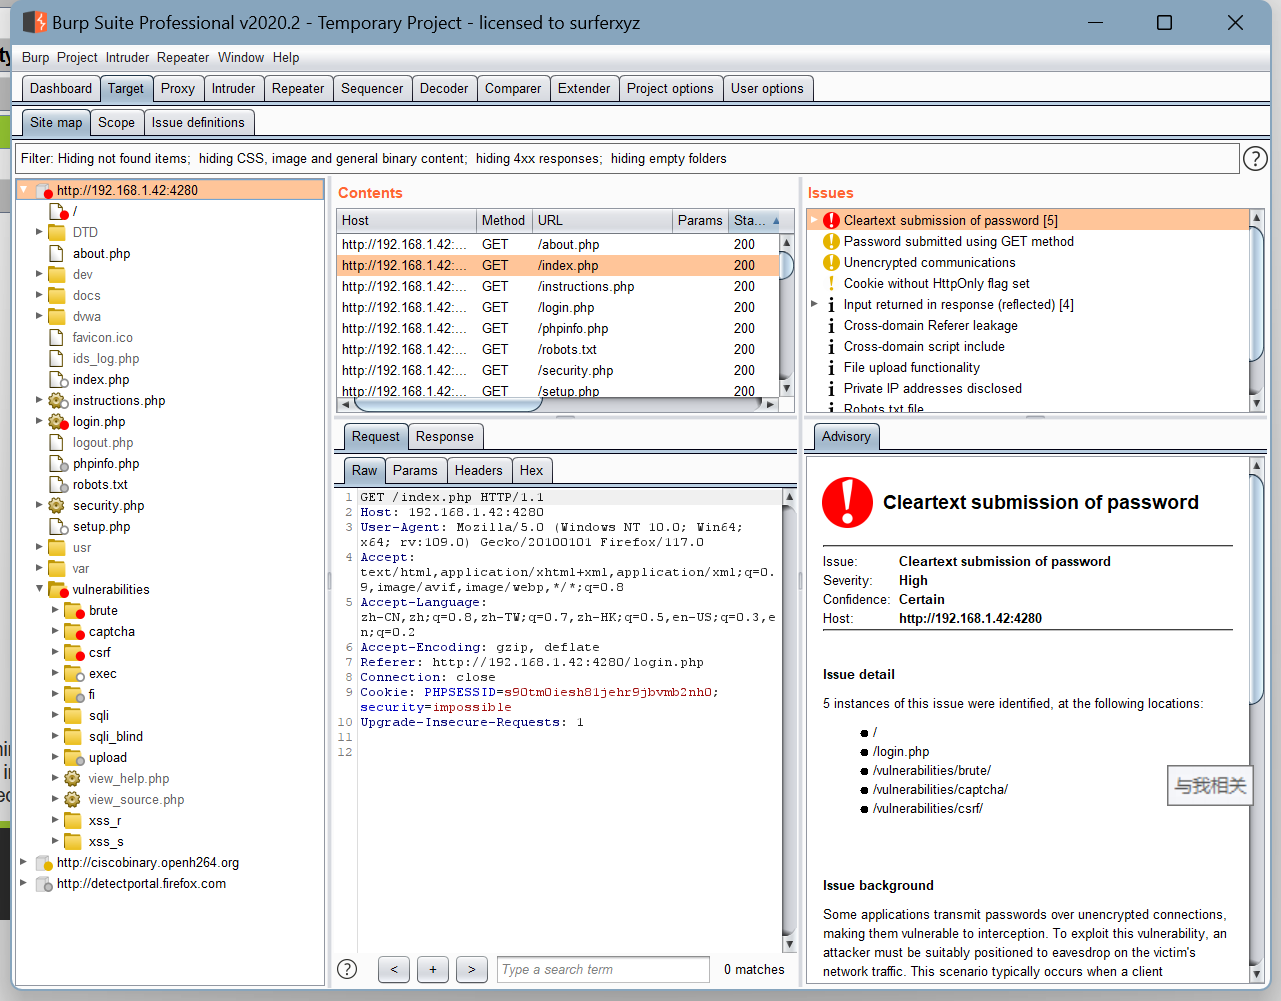 Burp Suite Professional v2020.2 - Temporary Project - licensed to surferxyz
Burp Project Intruder Repeater Window Help
Dashboard Target Proxy Intruder Repeater Sequencer Decoder Comparer Extender Project options User options
Site map Scope Issue definitions
Filter: Hiding not found items; hiding CSS, image and general binary content; hiding 4xx responses; hiding empty folders
?
http://192.168.1.42:4280
/
DTD
about.php
dev
docs
dvwa
favicon.ico
ids_log.php
index.php
instructions.php
login.php
logout.php
phpinfo.php
robots.txt
security.php
setup.php
usr
var
vulnerabilities
brute
captcha
csrf
exec
fi
sqli
sqli_blind
upload
view_help.php
view_source.php
xss_r
xss_s
http://ciscobinary.openh264.org
http://detectportal.firefox.com
Contents
Host Method URL Params Sta...
http://192.168.1.42:... GET /about.php 200
http://192.168.1.42:... GET /index.php 200
http://192.168.1.42:... GET /instructions.php 200
http://192.168.1.42:... GET /login.php 200
http://192.168.1.42:... GET /phpinfo.php 200
http://192.168.1.42:... GET /robots.txt 200
http://192.168.1.42:... GET /security.php 200
http://192.168.1.42:... GET /setup.php 200
Request Response
Raw Params Headers Hex
1 GET /index.php HTTP/1.1
2 Host: 192.168.1.42:4280
3 User-Agent: Mozilla/5.0 (Windows NT 10.0; Win64;
x64; rv:109.0) Gecko/20100101 Firefox/117.0
4 Accept:
text/html,application/xhtml+xml,application/xml;q=0.
9,image/avif,image/webp,*/*;q=0.8
5 Accept-Language:
zh-CN,zh;q=0.8,zh-TW;q=0.7,zh-HK;q=0.5,en-US;q=0.3,e
n;q=0.2
6 Accept-Encoding: gzip, deflate
7 Referer: http://192.168.1.42:4280/login.php
8 Connection: close
9 Cookie: PHPSESSID=s90tm0iesh81jehr9jbvmb2nh0;
security=impossible
10 Upgrade-Insecure-Requests: 1
11
12
? < + > Type a search term 0 matches
Issues
Cleartext submission of password [5]
Password submitted using GET method
Unencrypted communications
Cookie without HttpOnly flag set
Input returned in response (reflected) [4]
Cross-domain Referer leakage
Cross-domain script include
File upload functionality
Private IP addresses disclosed
Robots.txt file
Advisory
Cleartext submission of password
Issue: Cleartext submission of password
Severity: High
Confidence: Certain
Host: http://192.168.1.42:4280
Issue detail
5 instances of this issue were identified, at the following locations:
/
/login.php
/vulnerabilities/brute/
/vulnerabilities/captcha/
/vulnerabilities/csrf/
与我相关
Issue background
Some applications transmit passwords over unencrypted connections,
making them vulnerable to interception. To exploit this vulnerability, an
attacker must be suitably positioned to eavesdrop on the victim's
network traffic. This scenario typically occurs when a client